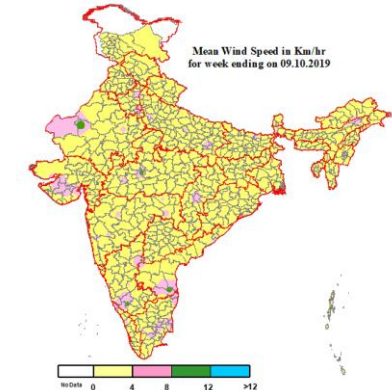 Mean Wind Speed in Km/hr
for week ending on 09.10.2019
No Data 0 4 8 12 >12